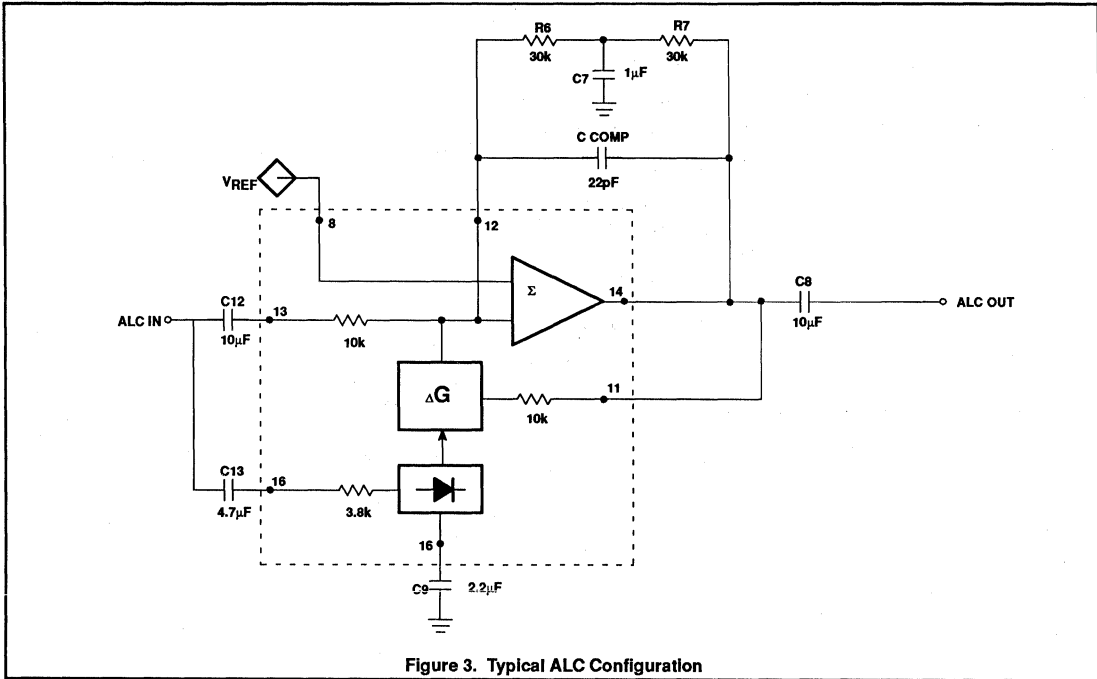 R6
30k
R7
30k
C7
1µF
C COMP
22pF
VREF
8
12
Σ
14
C8
10µF
ALC OUT
ALC IN
C12
10µF
13
10k
ΔG
11
10k
C13
4.7µF
16
3.8k
16
C9
2.2µF
Figure 3. Typical ALC Configuration